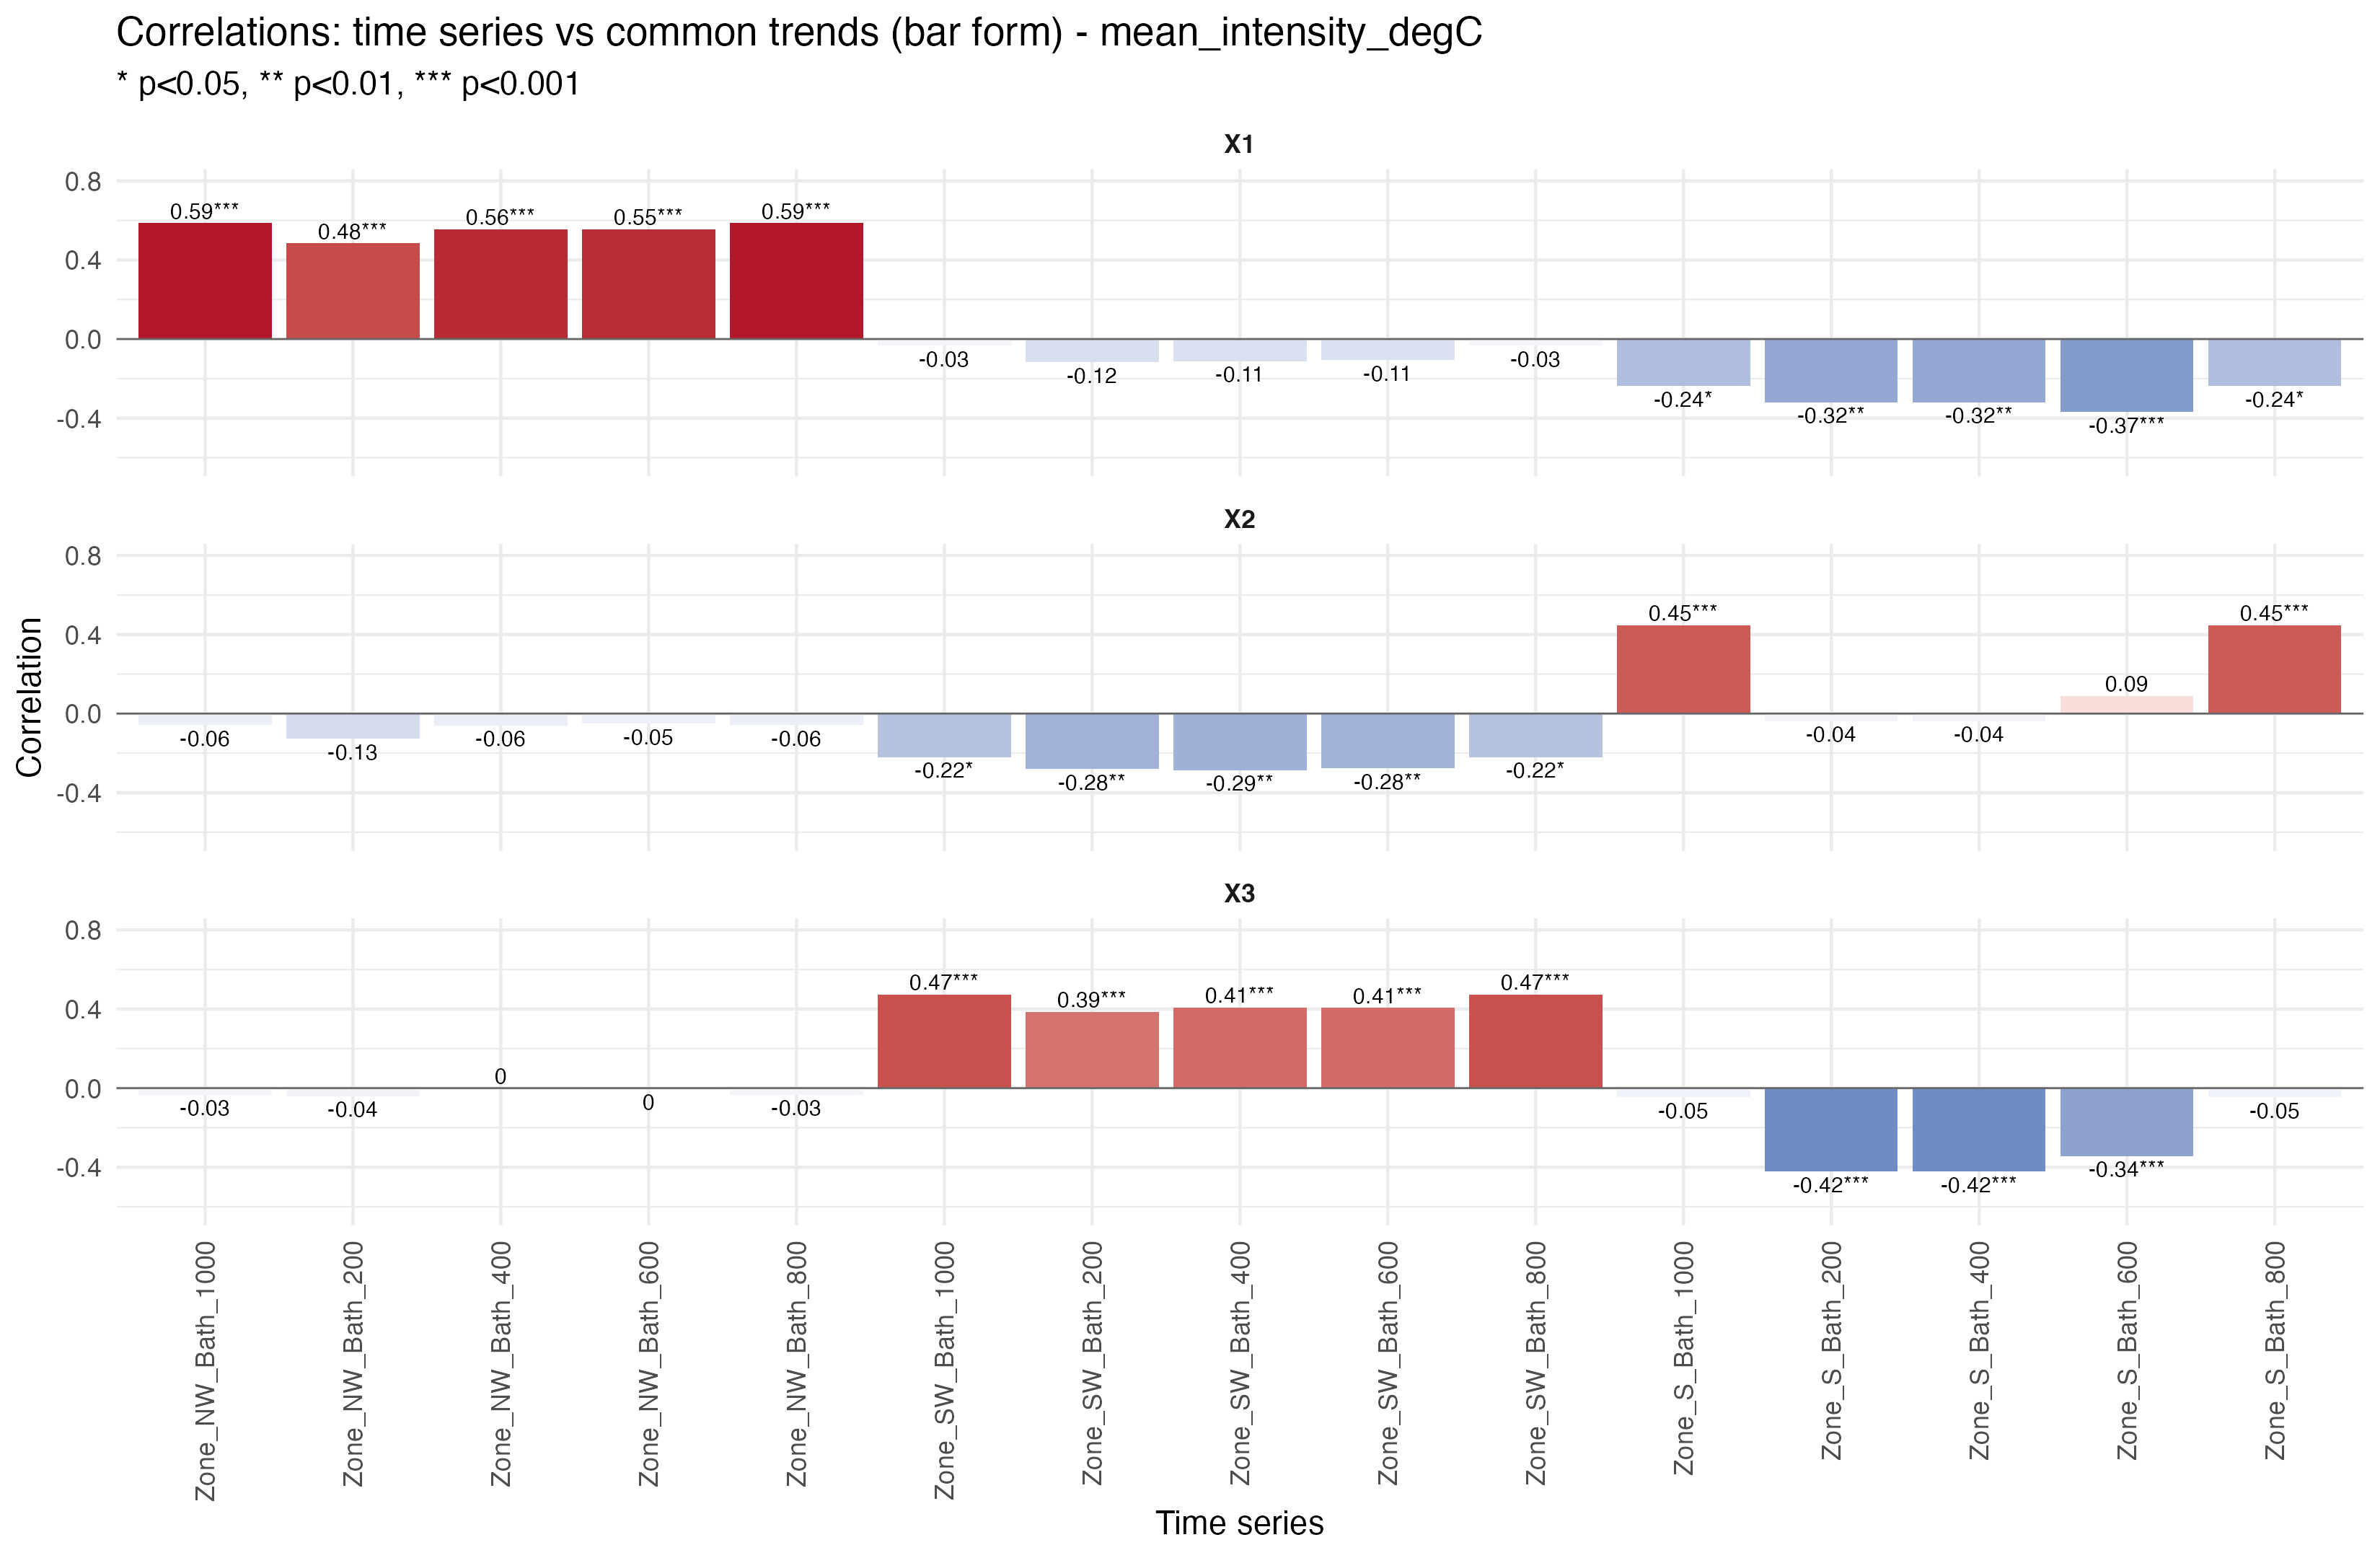 Correlations: time series vs common trends (bar form) - mean_intensity_degC
* p<0.05, ** p<0.01, *** p<0.001
X1
0.8
0.4
0.0
-0.4
0.59*** 0.48*** 0.56*** 0.55*** 0.59*** -0.03 -0.12 -0.11 -0.11 -0.03 -0.24* -0.32** -0.32** -0.37*** -0.24*
X2
0.8
0.4
0.0
-0.4
-0.06 -0.13 -0.06 -0.05 -0.06 -0.22* -0.28** -0.29** -0.28** -0.22* 0.45*** -0.04 -0.04 0.09 0.45***
X3
0.8
0.4
0.0
-0.4
-0.03 -0.04 0 0 -0.03 0.47*** 0.39*** 0.41*** 0.41*** 0.47*** -0.05 -0.42*** -0.42*** -0.34*** -0.05
Correlation
Zone_NW_Bath_1000
Zone_NW_Bath_200
Zone_NW_Bath_400
Zone_NW_Bath_600
Zone_NW_Bath_800
Zone_SW_Bath_1000
Zone_SW_Bath_200
Zone_SW_Bath_400
Zone_SW_Bath_600
Zone_SW_Bath_800
Zone_S_Bath_1000
Zone_S_Bath_200
Zone_S_Bath_400
Zone_S_Bath_600
Zone_S_Bath_800
Time series